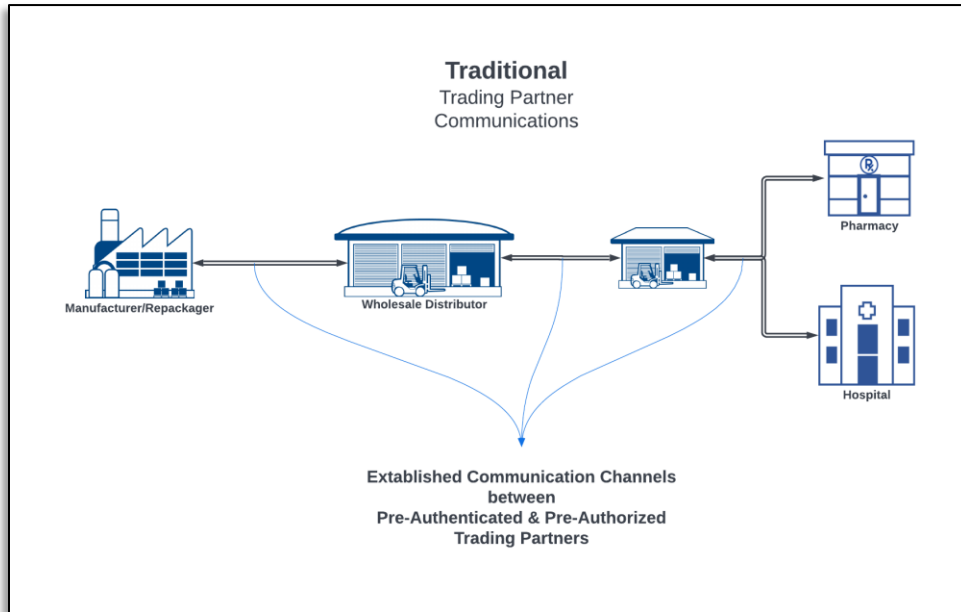 Traditional
Trading Partner
Communications
Rx
Pharmacy
Manufacturer/Repackager
Wholesale Distributor
Hospital
Extablished Communication Channels
between
Pre-Authenticated & Pre-Authorized
Trading Partners